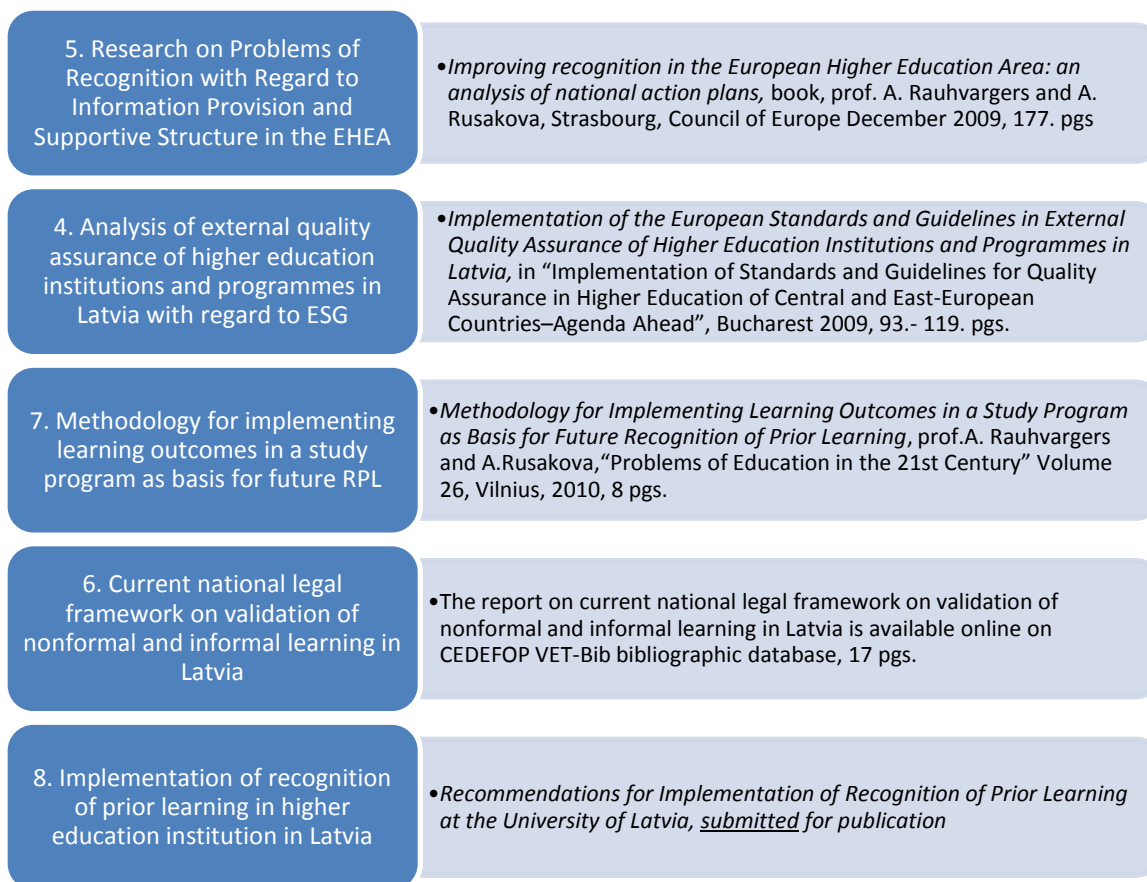 5. Research on Problems of
Recognition with Regard to
Information Provision and
Supportive Structure in the EHEA
•Improving recognition in the European Higher Education Area: an
analysis of national action plans, book, prof. A. Rauhvargers and A.
Rusakova, Strasbourg, Council of Europe December 2009, 177. pgs
4. Analysis of external quality
assurance of higher education
institutions and programmes in
Latvia with regard to ESG
•Implementation of the European Standards and Guidelines in External
Quality Assurance of Higher Education Institutions and Programmes in
Latvia, in “Implementation of Standards and Guidelines for Quality
Assurance in Higher Education of Central and East-European
Countries–Agenda Ahead”, Bucharest 2009, 93.- 119. pgs.
7. Methodology for implementing
learning outcomes in a study
program as basis for future RPL
•Methodology for Implementing Learning Outcomes in a Study Program
as Basis for Future Recognition of Prior Learning, prof.A. Rauhvargers
and A.Rusakova,“Problems of Education in the 21st Century” Volume
26, Vilnius, 2010, 8 pgs.
6. Current national legal
framework on validation of
nonformal and informal learning in
Latvia
•The report on current national legal framework on validation of
nonformal and informal learning in Latvia is available online on
CEDEFOP VET-Bib bibliographic database, 17 pgs.
8. Implementation of recognition
of prior learning in higher
education institution in Latvia
•Recommendations for Implementation of Recognition of Prior Learning
at the University of Latvia, submitted for publication